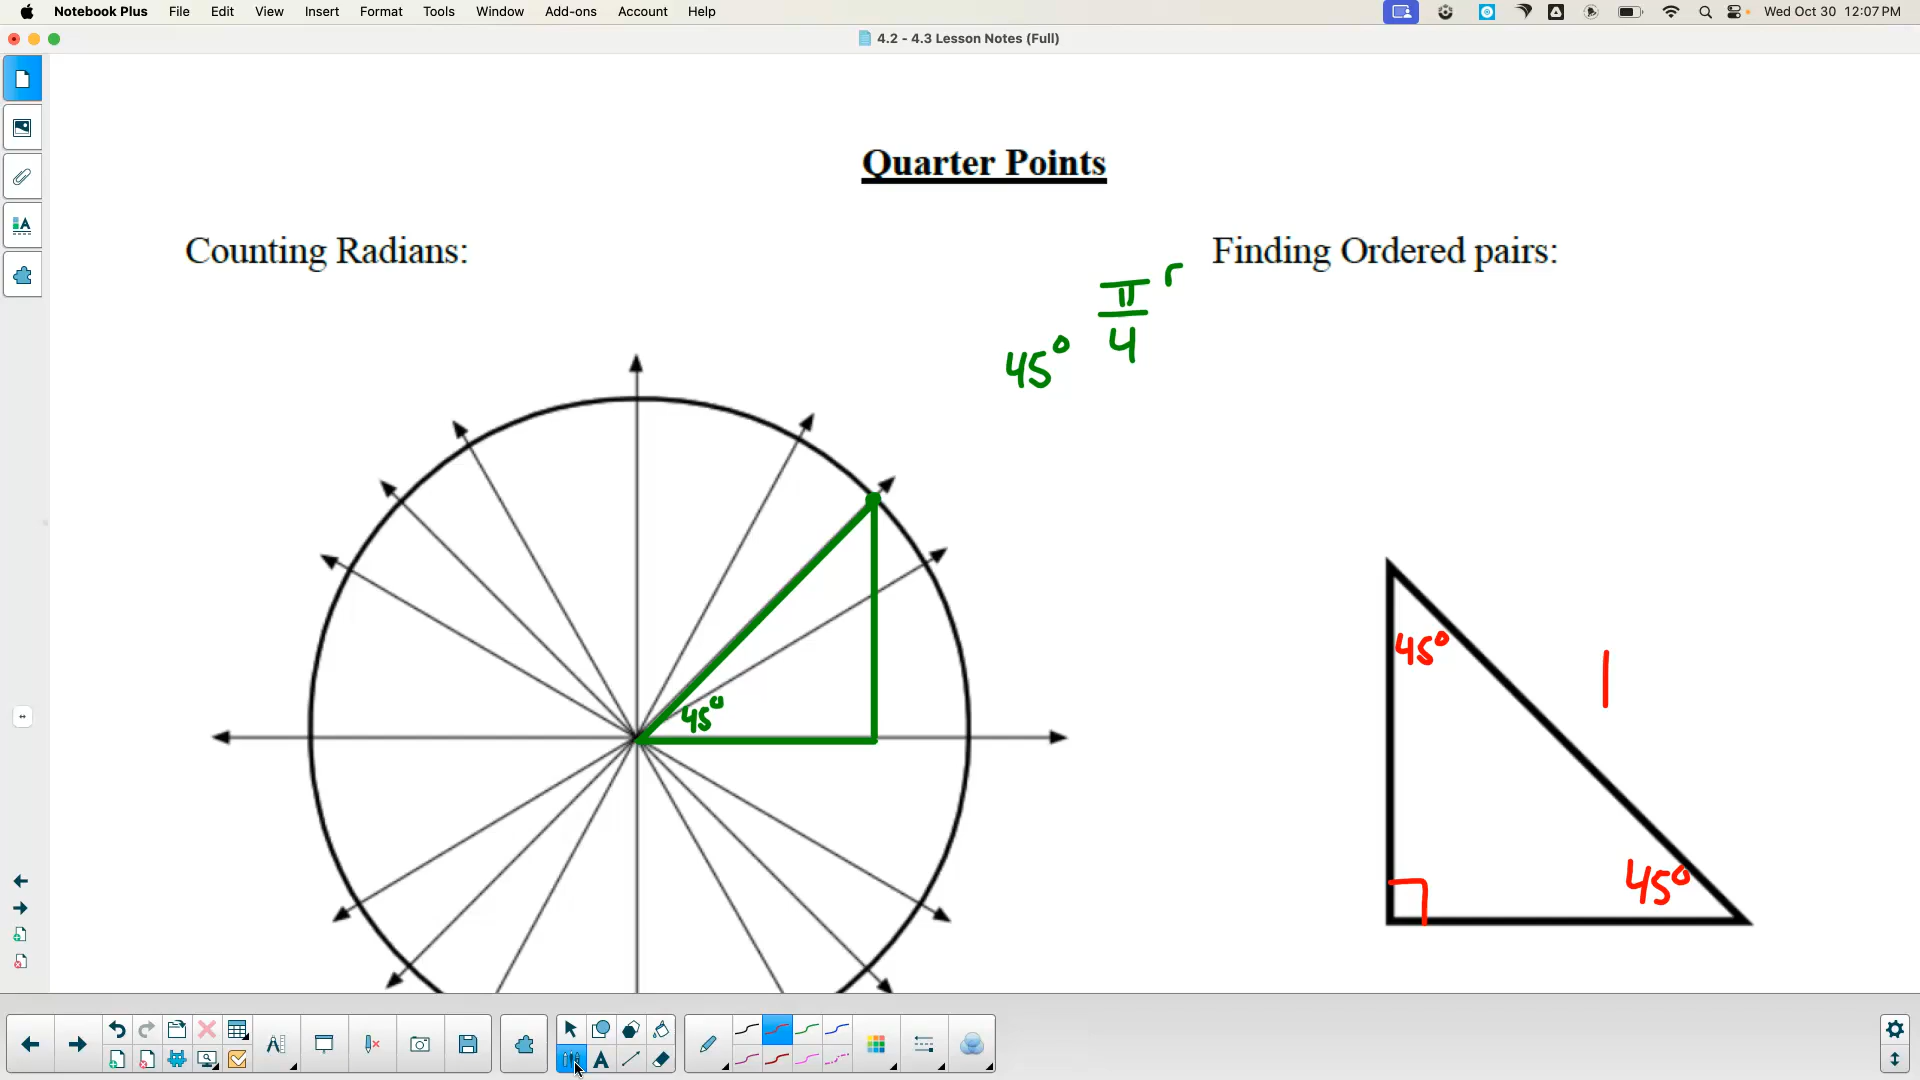 Notebook Plus File Edit View Insert Format Tools Window Add-ons Account Help Wed Oct 30 12:07 PM
4.2 - 4.3 Lesson Notes (Full)
Quarter Points
Counting Radians:
Finding Ordered pairs:
45° π/4 r
45°
45°
1
45°